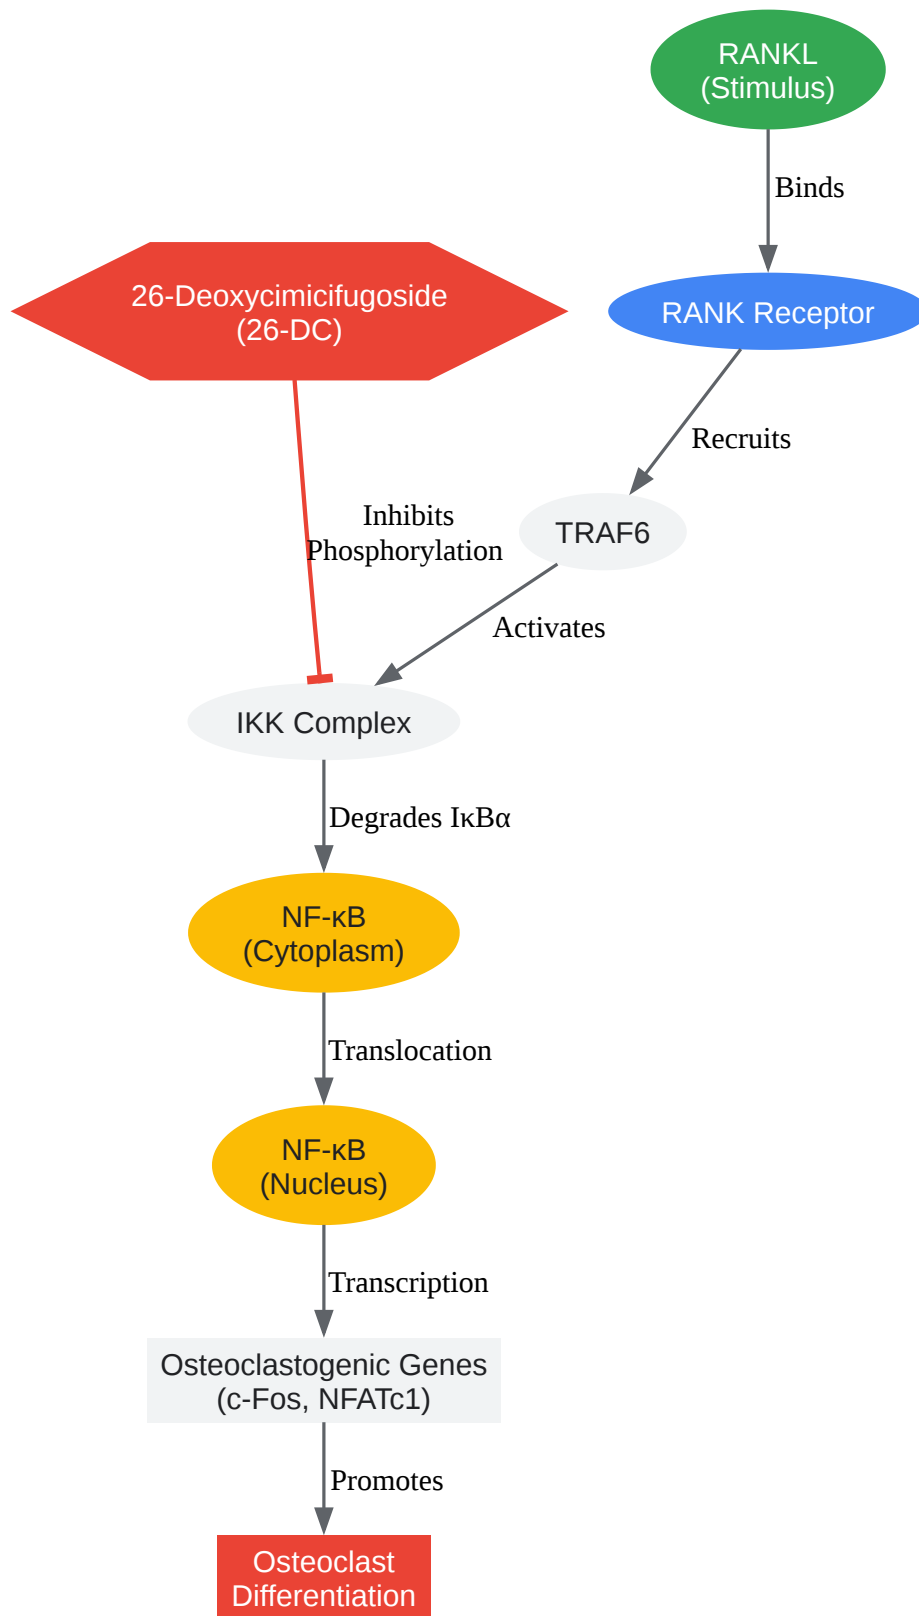 RANKL
(Stimulus)
Binds
26-Deoxycimicifugoside
(26-DC)
RANK Receptor
Recruits
Inhibits
Phosphorylation
TRAF6
Activates
IKK Complex
Degrades IκBα
NF-κB
(Cytoplasm)
Translocation
NF-κB
(Nucleus)
Transcription
Osteoclastogenic Genes
(c-Fos, NFATc1)
Promotes
Osteoclast
Differentiation